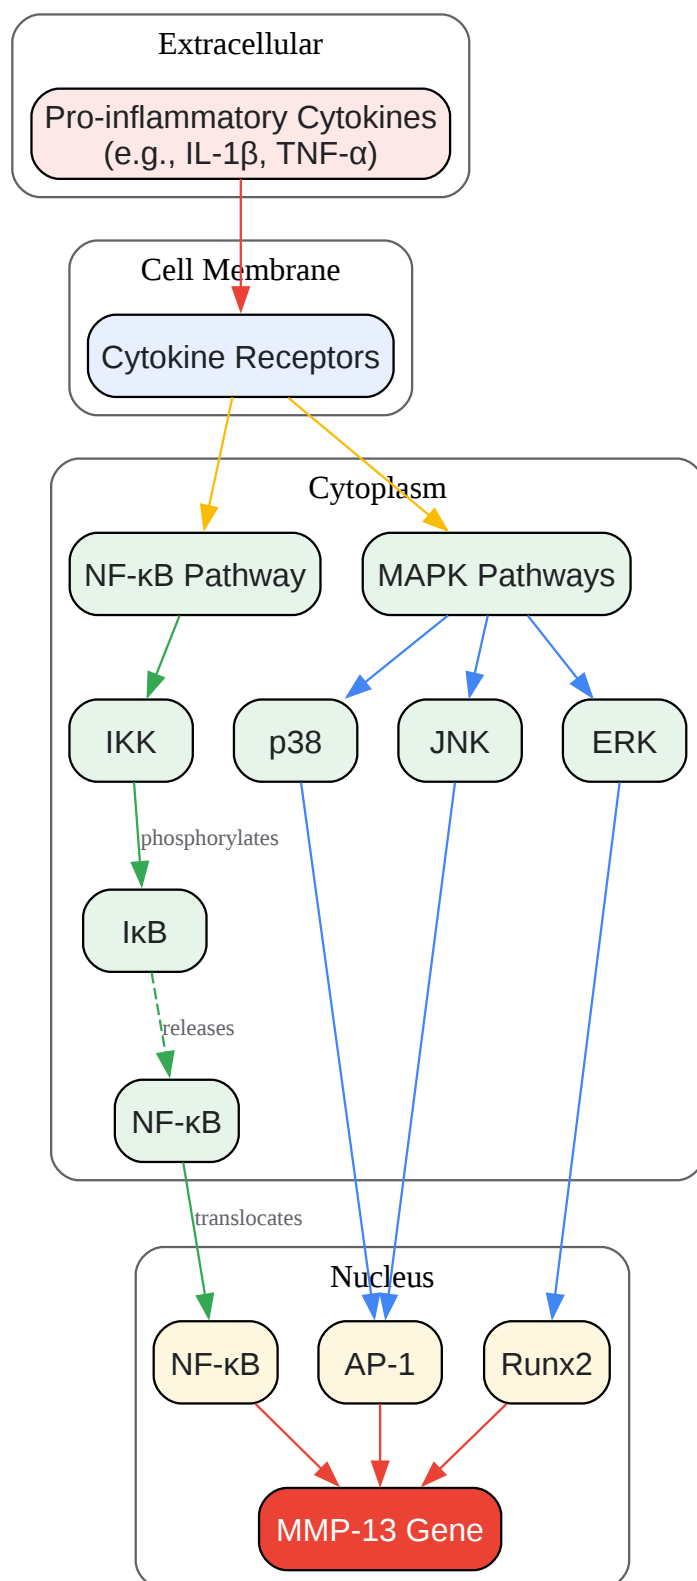 Extracellular
Pro-inflammatory Cytokines
(e.g., IL-1β, TNF-α)
Cell Membrane
Cytokine Receptors
Cytoplasm
NF-κB Pathway
MAPK Pathways
IKK
p38
JNK
ERK
phosphorylates
IκB
releases
NF-κB
translocates
Nucleus
NF-κB
AP-1
Runx2
MMP-13 Gene